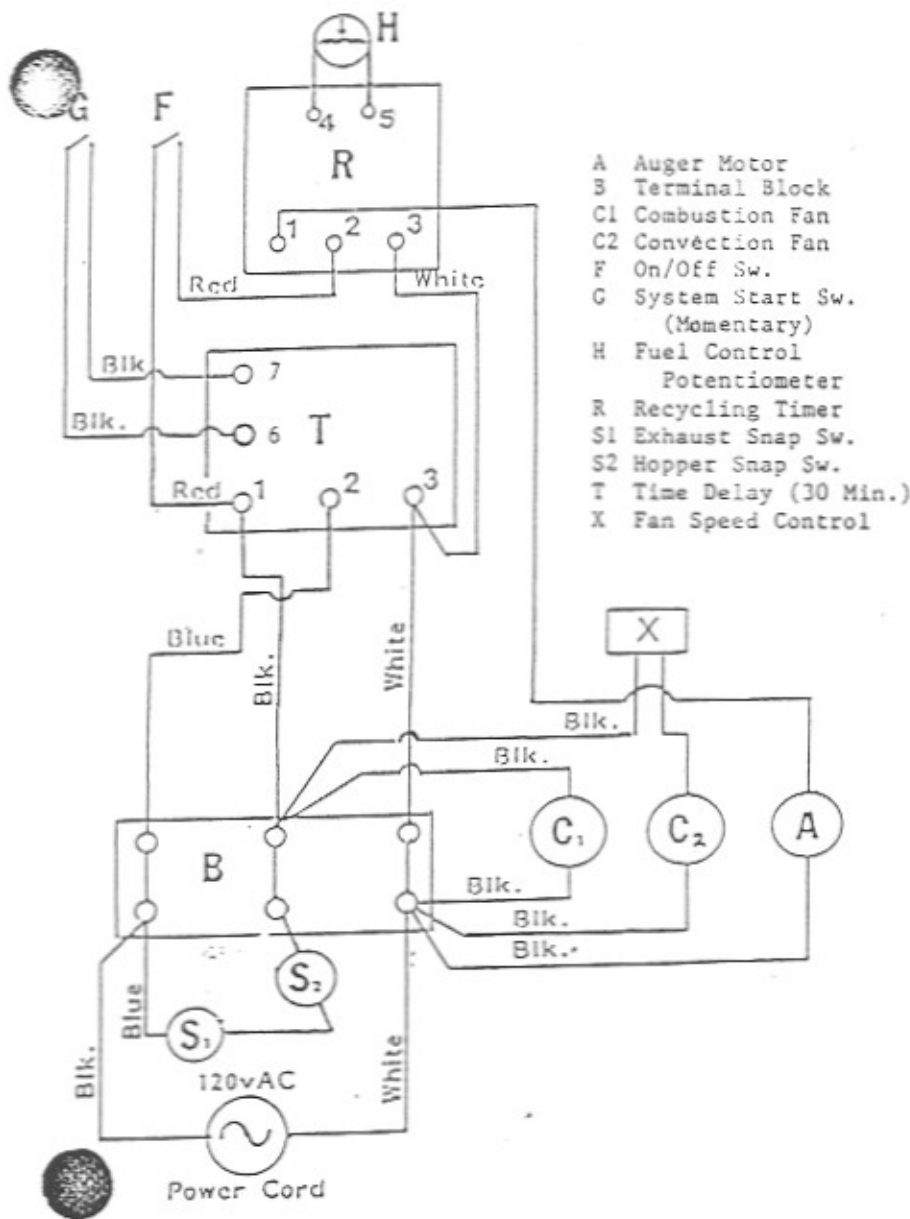 H
G
F
4
5
R
1
2
3
Red
White
A Auger Motor
B Terminal Block
C1 Combustion Fan
C2 Convection Fan
F On/Off Sw.
G System Start Sw.
(Momentary)
H Fuel Control
Potentiometer
R Recycling Timer
S1 Exhaust Snap Sw.
S2 Hopper Snap Sw.
T Time Delay (30 Min.)
X Fan Speed Control
Blk
7
Blk.
6
T
Red
1
2
3
Blue
Blk.
White
X
Blk.
Blk.
C1
C2
A
B
Blk.
Blk.
Blk.
S2
S1
Blue
Blk.
White
120vAC
Power Cord